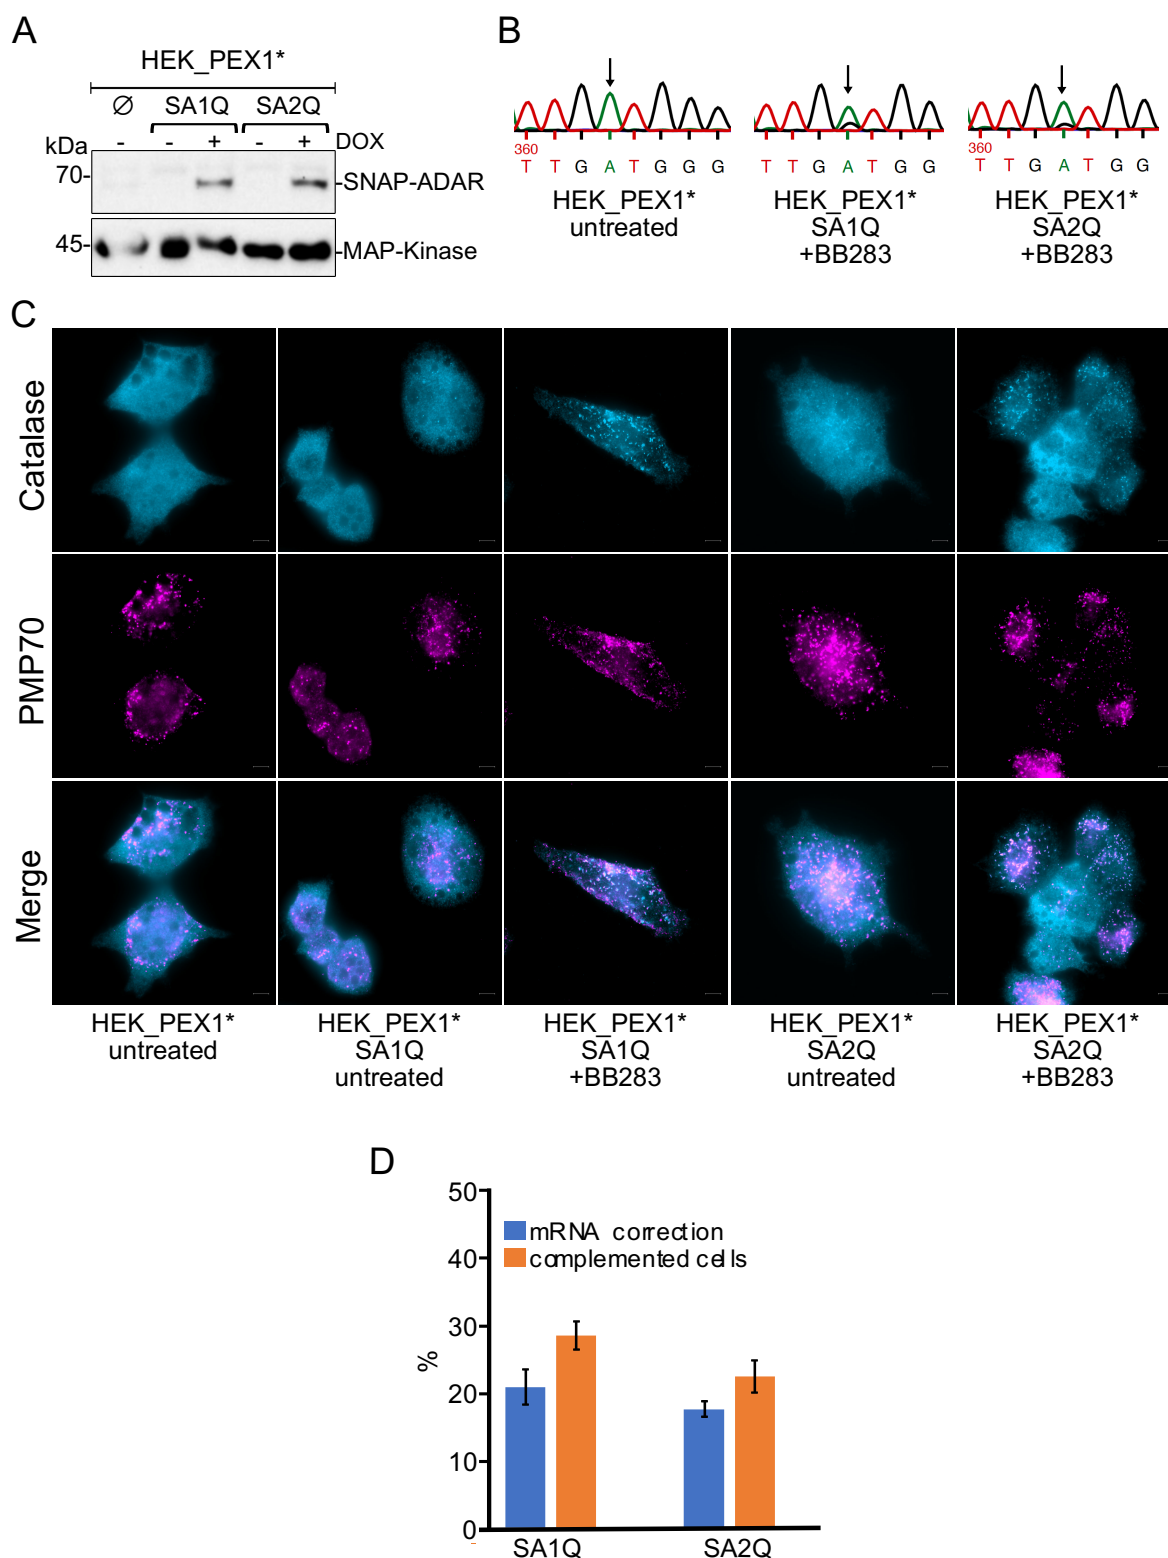 A
HEK_PEX1*
∅ SA1Q SA2Q
kDa - - + - + DOX
70- -SNAP-ADAR
45- -MAP-Kinase
B
360
T T G A T G G G
HEK_PEX1*
untreated
T T G A T G G
HEK_PEX1*
SA1Q
+BB283
360
T T G A T G G
HEK_PEX1*
SA2Q
+BB283
C
Catalase
PMP70
Merge
HEK_PEX1*
untreated
HEK_PEX1*
SA1Q
untreated
HEK_PEX1*
SA1Q
+BB283
HEK_PEX1*
SA2Q
untreated
HEK_PEX1*
SA2Q
+BB283
D
%
50
40
30
20
10
0
mRNA correction
complemented cells
SA1Q SA2Q